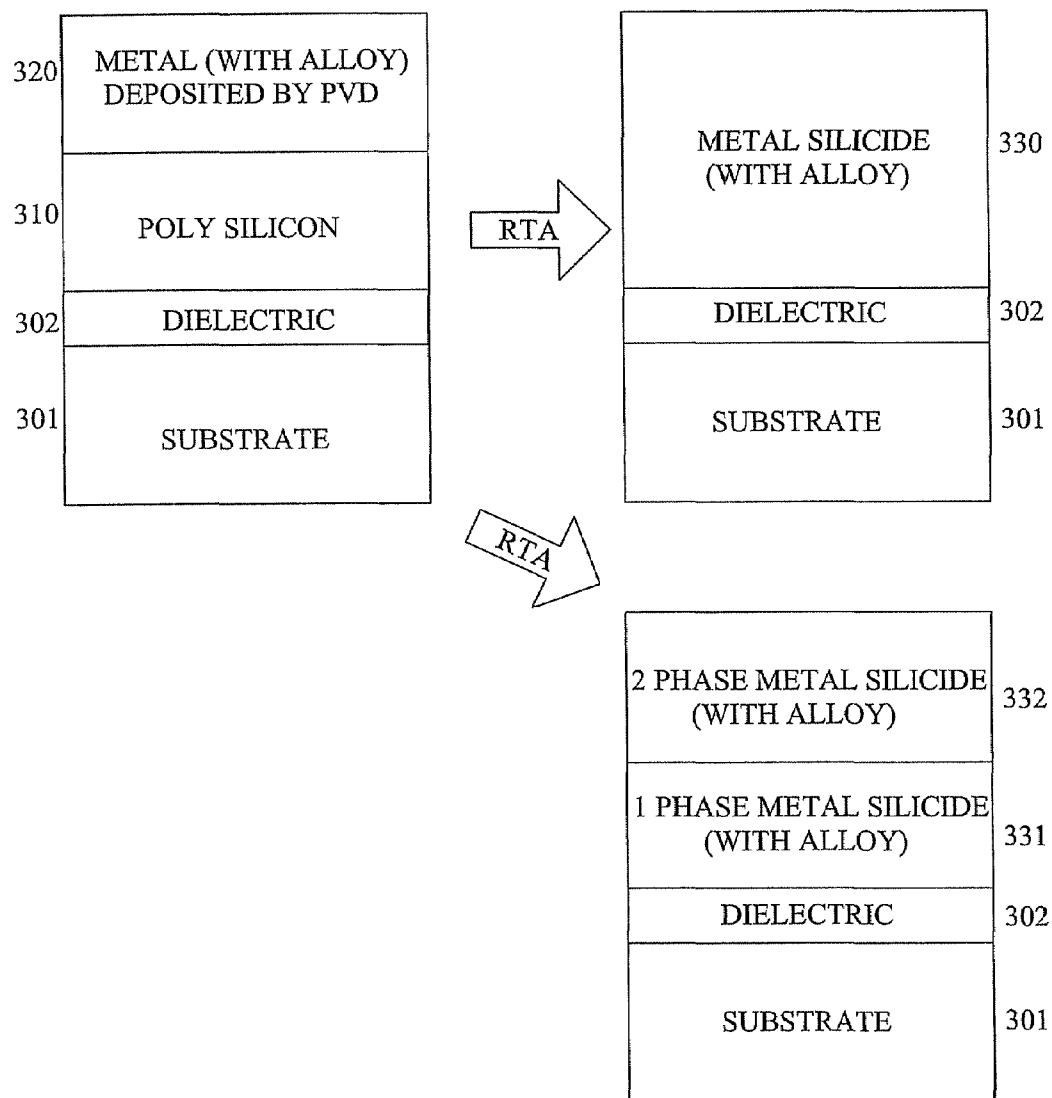 320
METAL (WITH ALLOY)
DEPOSITED BY PVD
310
POLY SILICON
302
DIELECTRIC
301
SUBSTRATE
RTA
METAL SILICIDE
(WITH ALLOY)
330
DIELECTRIC
302
SUBSTRATE
301
RTA
2 PHASE METAL SILICIDE
(WITH ALLOY)
332
1 PHASE METAL SILICIDE
(WITH ALLOY)
331
DIELECTRIC
302
SUBSTRATE
301